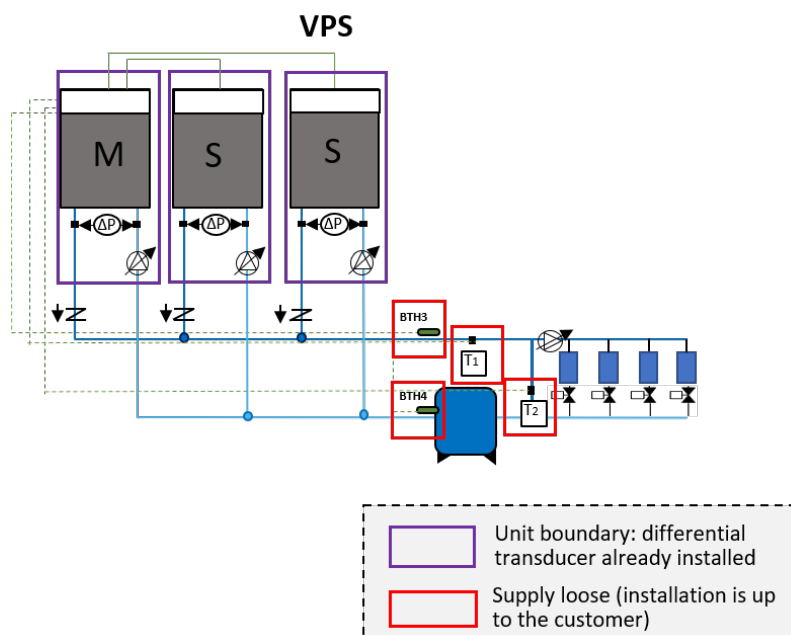 VPS
M
S
S
ΔP
ΔP
ΔP
BTH3
T1
BTH4
T2
Unit boundary: differential
transducer already installed
Supply loose (installation is up
to the customer)